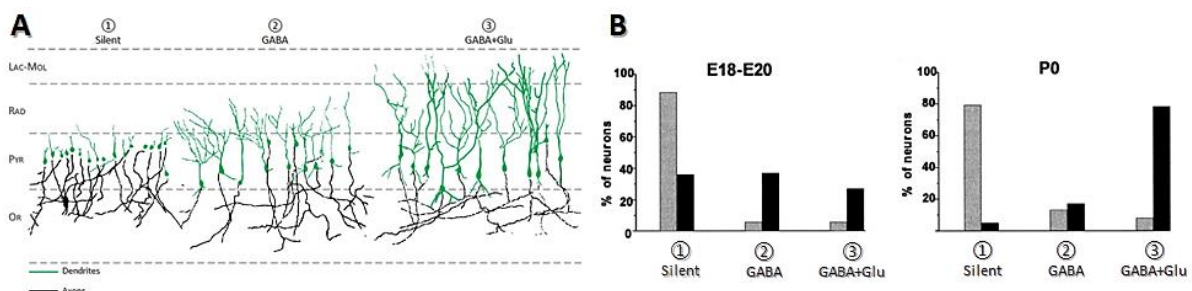 A
① ② ③
Silent GABA GABA+Glu
LAC-MOL
RAD
PYR
OR
Dendrites
Axons
B
E18-E20
% of neurons
100
80
60
40
20
0
① ② ③
Silent GABA GABA+Glu
P0
% of neurons
100
80
60
40
20
① ② ③
Silent GABA GABA+Glu